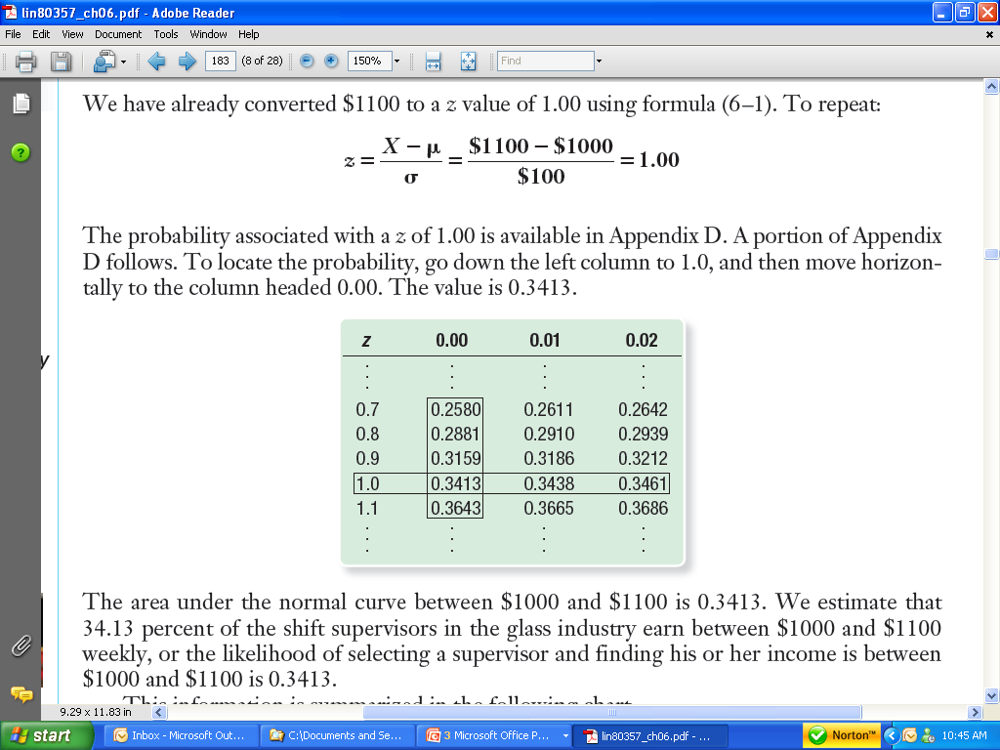 lin80357_ch06.pdf - Adobe Reader
File Edit View Document Tools Window Help
183 (8 of 28) 150% Find
We have already converted $1100 to a z value of 1.00 using formula (6–1). To repeat:
z = X − μ / σ = $1100 − $1000 / $100 = 1.00
The probability associated with a z of 1.00 is available in Appendix D. A portion of Appendix
D follows. To locate the probability, go down the left column to 1.0, and then move horizon-
tally to the column headed 0.00. The value is 0.3413.
z 0.00 0.01 0.02
0.7 0.2580 0.2611 0.2642
0.8 0.2881 0.2910 0.2939
0.9 0.3159 0.3186 0.3212
1.0 0.3413 0.3438 0.3461
1.1 0.3643 0.3665 0.3686
y
The area under the normal curve between $1000 and $1100 is 0.3413. We estimate that
34.13 percent of the shift supervisors in the glass industry earn between $1000 and $1100
weekly, or the likelihood of selecting a supervisor and finding his or her income is between
$1000 and $1100 is 0.3413.
This information is summarized in the following chart
9.29 x 11.83 in
start Inbox - Microsoft Out... C:\Documents and Se... 3 Microsoft Office P... lin80357_ch06.pdf - ... Norton™ 10:45 AM